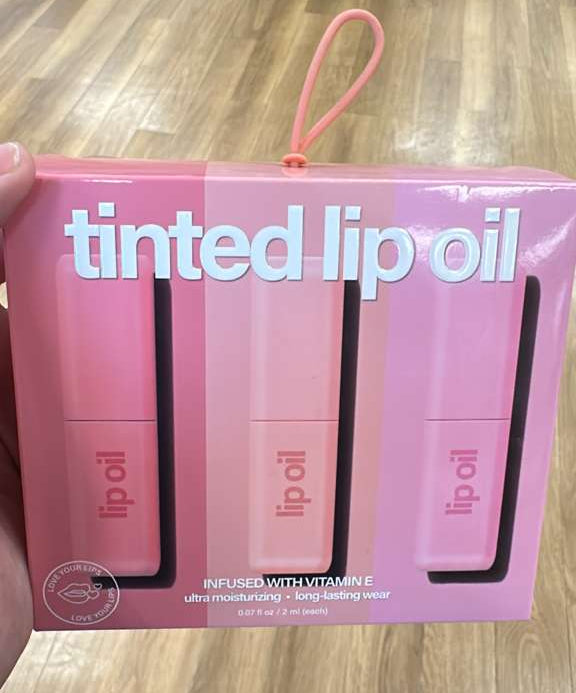 tinted lip oil
lip oil
lip oil
lip oil
LOVE YOUR LIPS
LOVE YOUR LIPS
INFUSED WITH VITAMIN E
ultra moisturizing • long-lasting wear
0.07 fl oz / 2 ml (each)